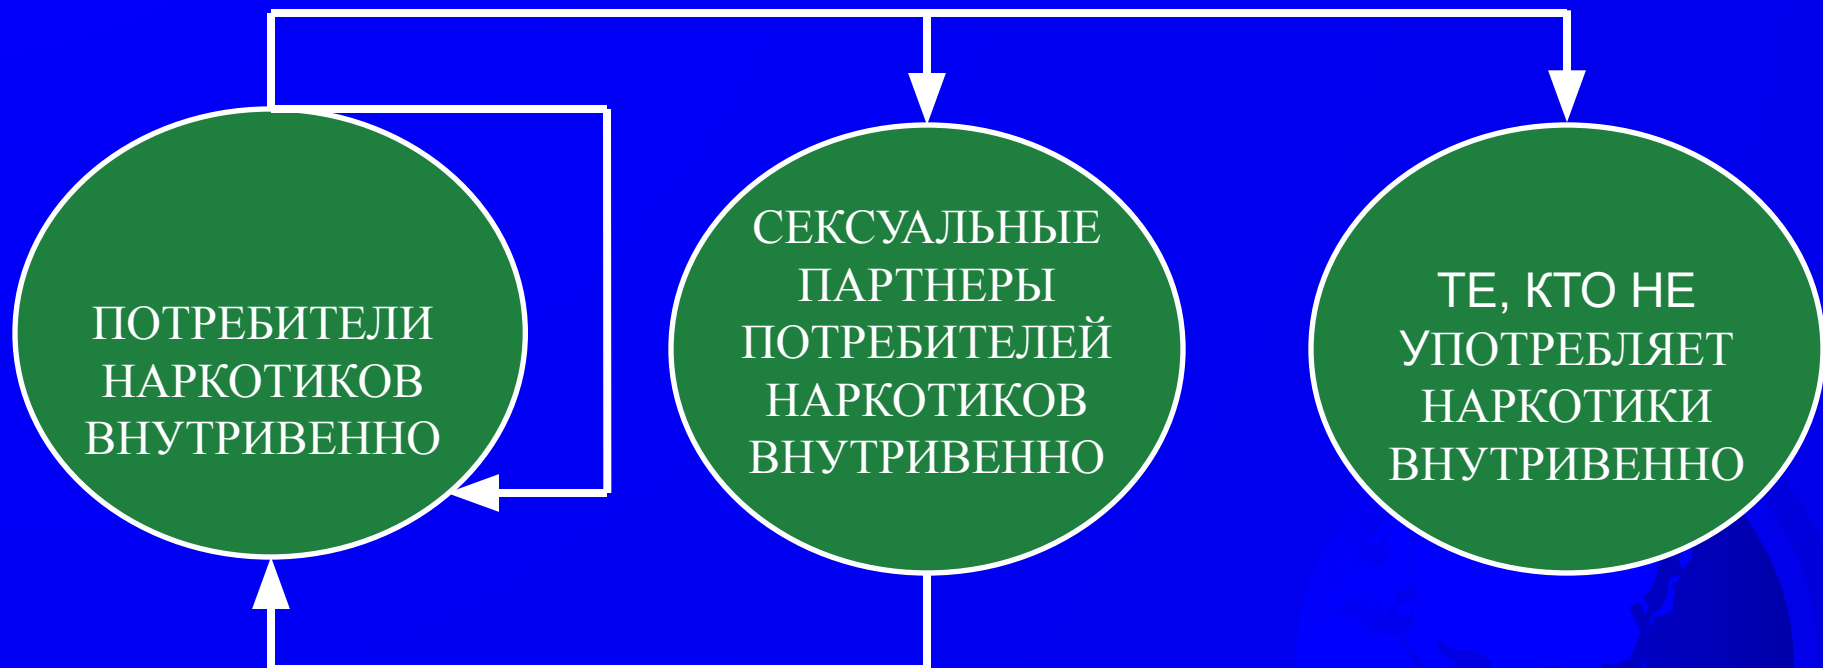 ПОТРЕБИТЕЛИ
НАРКОТИКОВ
ВНУТРИВЕННО
СЕКСУАЛЬНЫЕ
ПАРТНЕРЫ
ПОТРЕБИТЕЛЕЙ
НАРКОТИКОВ
ВНУТРИВЕННО
ТЕ, КТО НЕ
УПОТРЕБЛЯЕТ
НАРКОТИКИ
ВНУТРИВЕННО